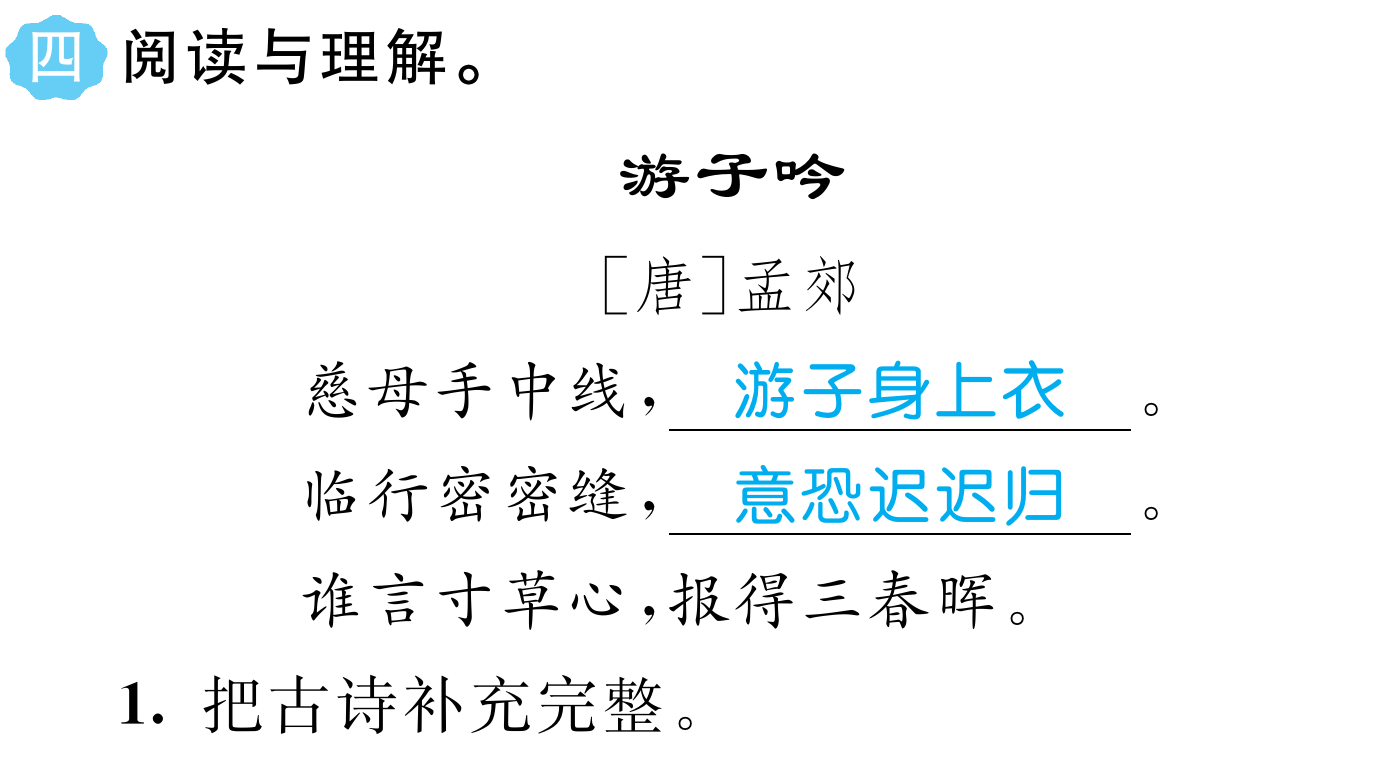 四 阅读与理解。
游子吟
[唐]孟郊
慈母手中线，游子身上衣。
临行密密缝，意恐迟迟归。
谁言寸草心，报得三春晖。
1. 把古诗补充完整。